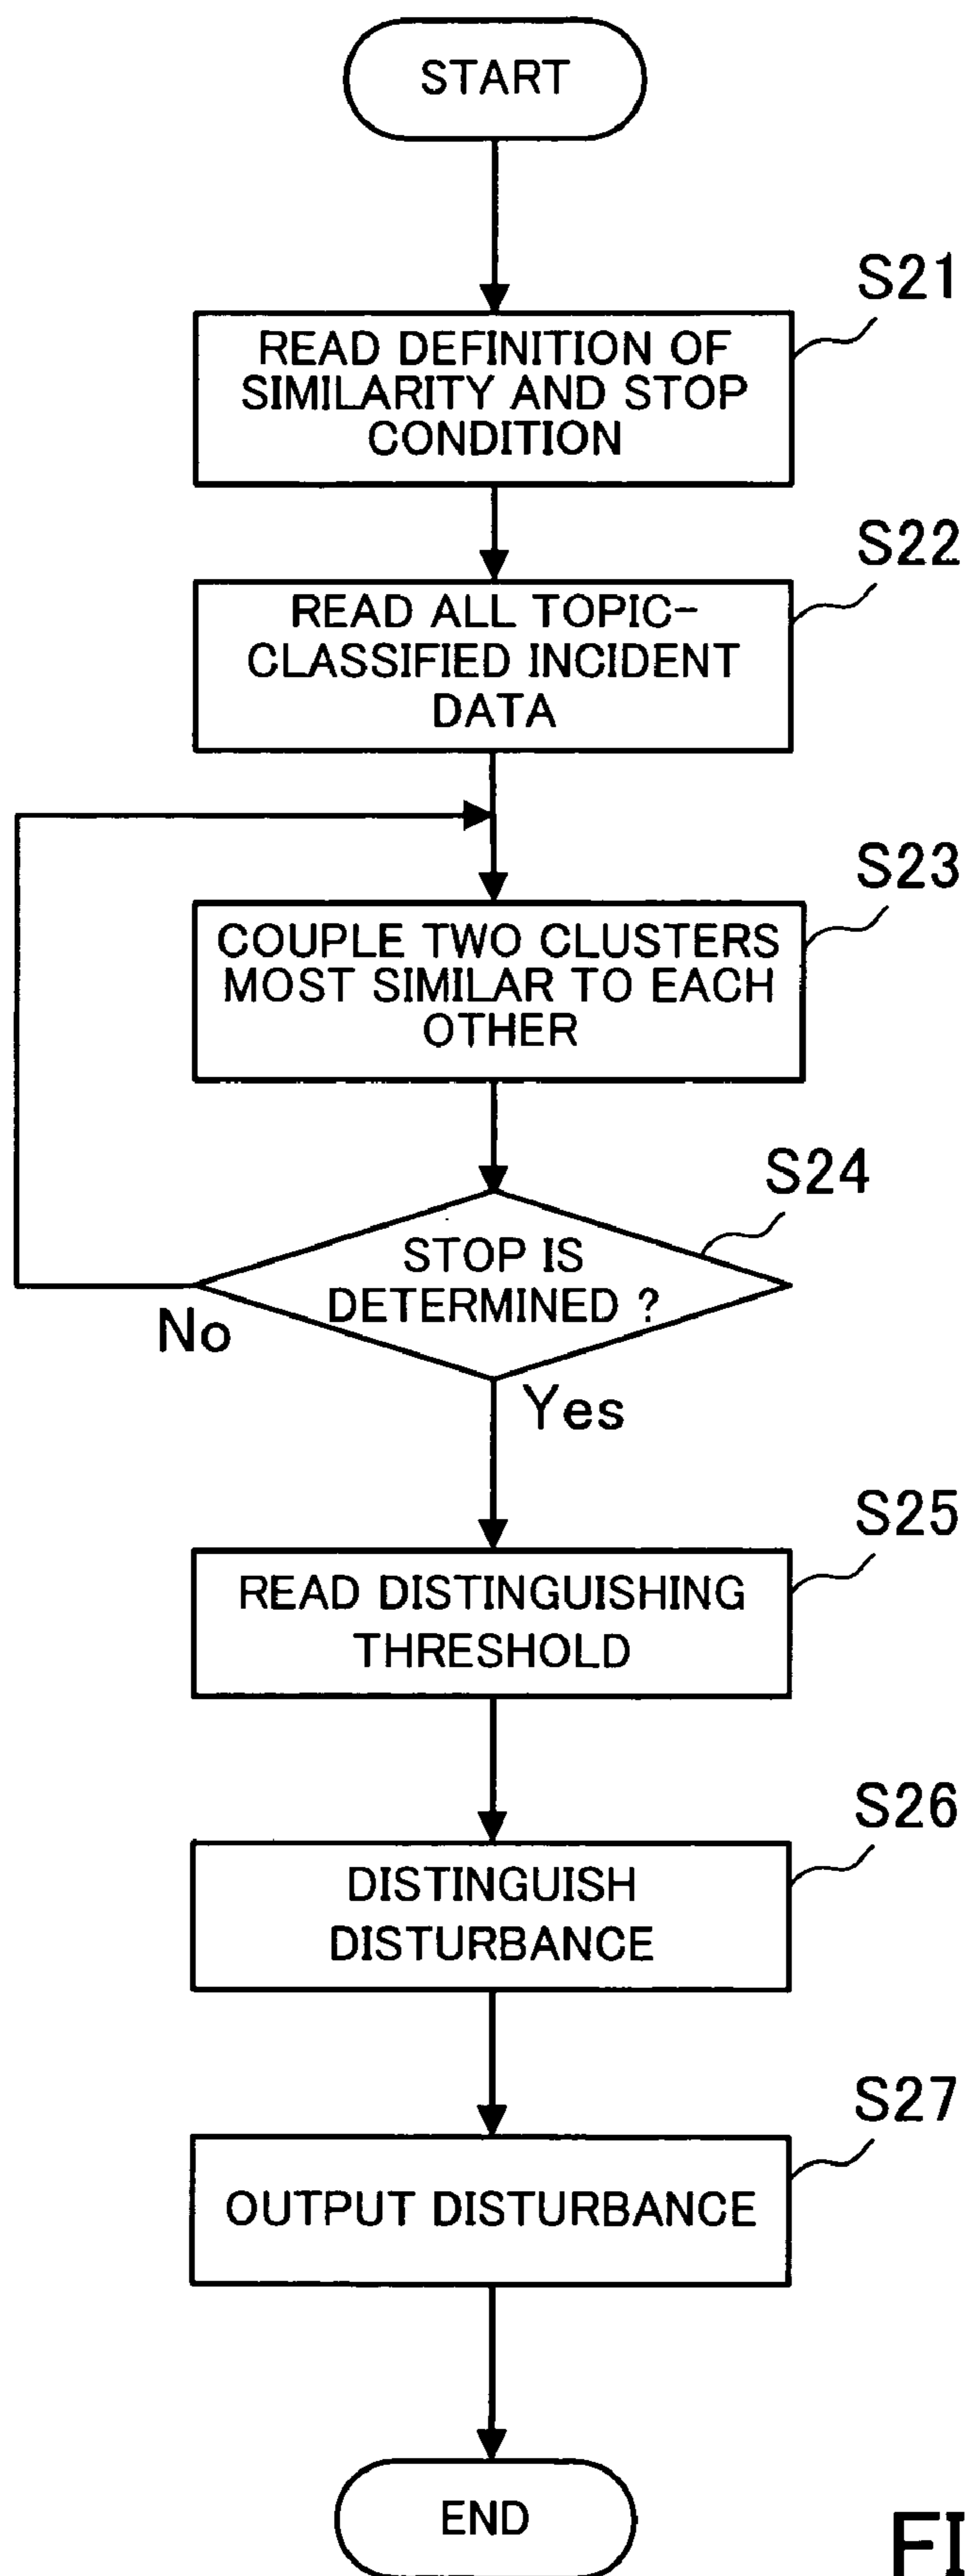 START
S21
READ DEFINITION OF
SIMILARITY AND STOP
CONDITION
S22
READ ALL TOPIC-
CLASSIFIED INCIDENT
DATA
S23
COUPLE TWO CLUSTERS
MOST SIMILAR TO EACH
OTHER
S24
STOP IS
DETERMINED ?
No
Yes
S25
READ DISTINGUISHING
THRESHOLD
S26
DISTINGUISH
DISTURBANCE
S27
OUTPUT DISTURBANCE
END
FI